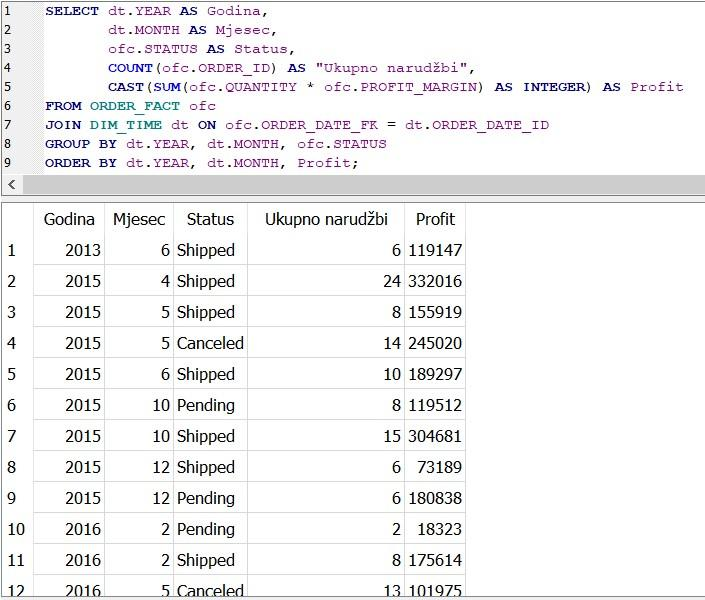 1 SELECT dt.YEAR AS Godina,
2 dt.MONTH AS Mjesec,
3 ofc.STATUS AS Status,
4 COUNT(ofc.ORDER_ID) AS "Ukupno narudžbi",
5 CAST(SUM(ofc.QUANTITY * ofc.PROFIT_MARGIN) AS INTEGER) AS Profit
6 FROM ORDER_FACT ofc
7 JOIN DIM_TIME dt ON ofc.ORDER_DATE_FK = dt.ORDER_DATE_ID
8 GROUP BY dt.YEAR, dt.MONTH, ofc.STATUS
9 ORDER BY dt.YEAR, dt.MONTH, Profit;
Godina Mjesec Status Ukupno narudžbi Profit
1 2013 6 Shipped 6 119147
2 2015 4 Shipped 24 332016
3 2015 5 Shipped 8 155919
4 2015 5 Canceled 14 245020
5 2015 6 Shipped 10 189297
6 2015 10 Pending 8 119512
7 2015 10 Shipped 15 304681
8 2015 12 Shipped 6 73189
9 2015 12 Pending 6 180838
10 2016 2 Pending 2 18323
11 2016 2 Shipped 8 175614
12 2016 5 Canceled 13 101975